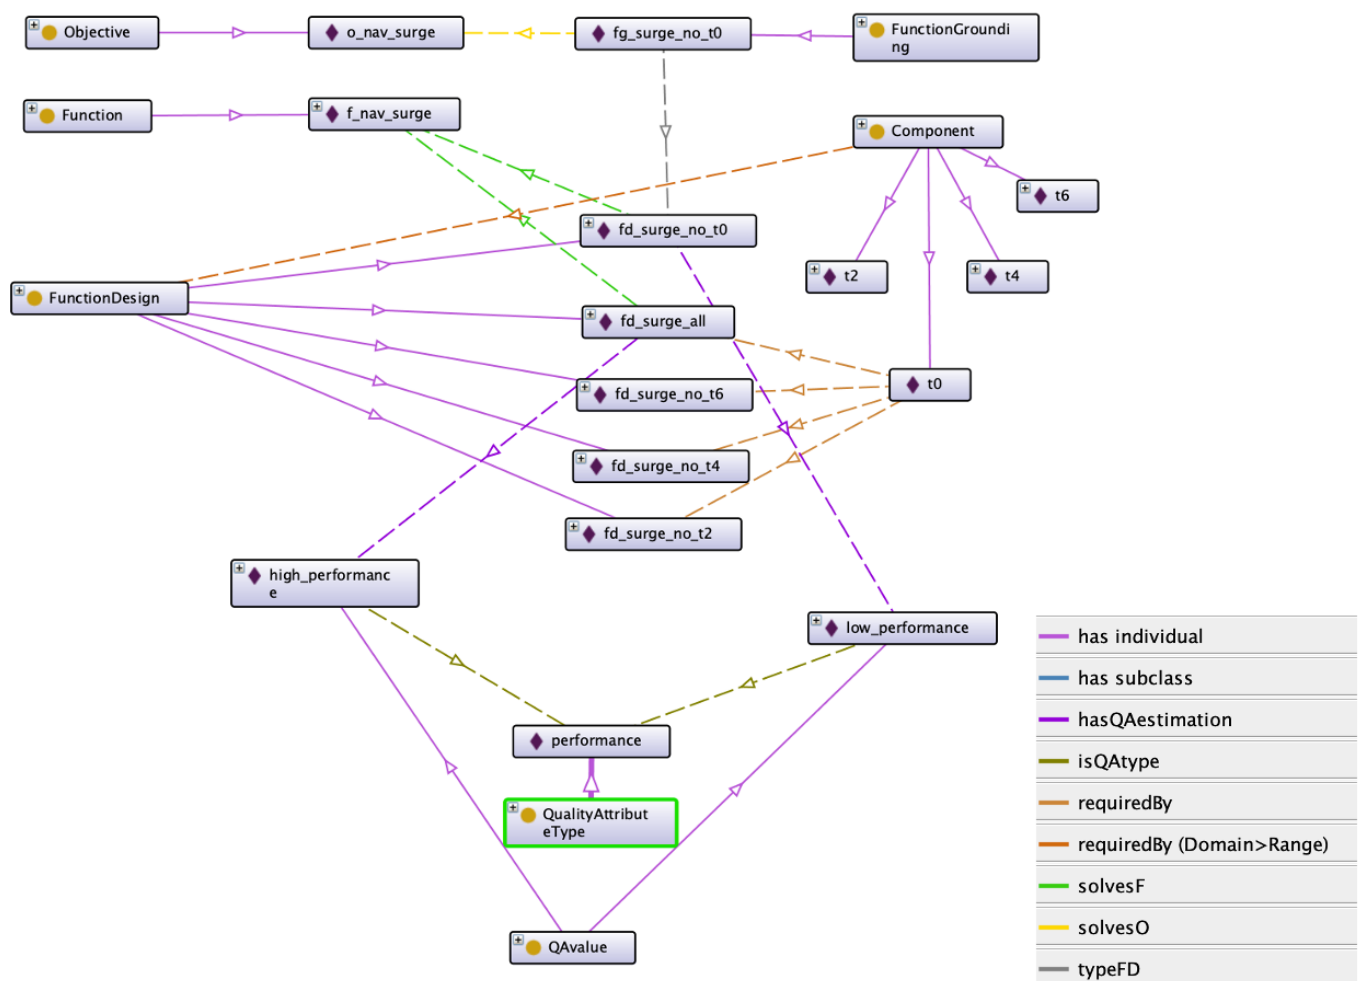 Objective
o_nav_surge
fg_surge_no_t0
FunctionGroundi
ng
Function
f_nav_surge
Component
t6
fd_surge_no_t0
t2
t4
FunctionDesign
fd_surge_all
t0
fd_surge_no_t6
fd_surge_no_t4
fd_surge_no_t2
high_performanc
e
low_performance
performance
QualityAttribut
eType
QAvalue
has individual
has subclass
hasQAestimation
isQAtype
requiredBy
requiredBy (Domain>Range)
solvesF
solvesO
typeFD